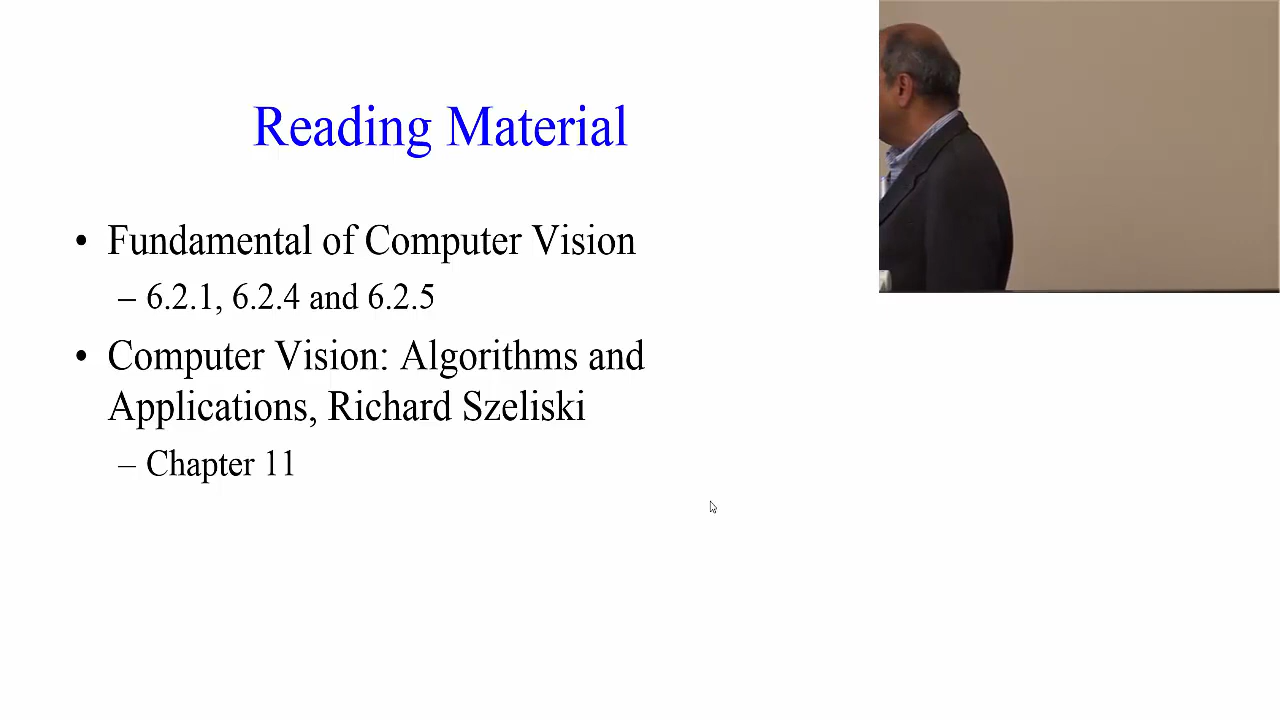 Reading Material
• Fundamental of Computer Vision
– 6.2.1, 6.2.4 and 6.2.5
• Computer Vision: Algorithms and
Applications, Richard Szeliski
– Chapter 11